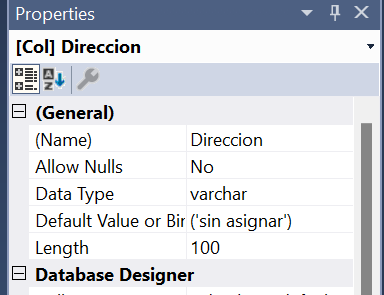 Properties
[Col] Direccion
(General)
(Name) Direccion
Allow Nulls No
Data Type varchar
Default Value or Bin ('sin asignar')
Length 100
Database Designer